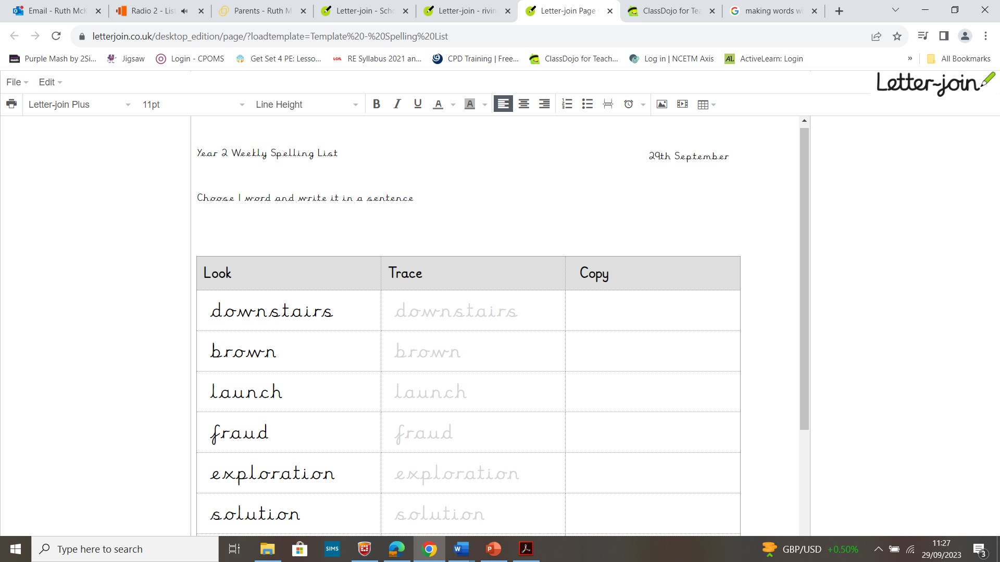 Email - Ruth McK
Radio 2 - Lis
Parents - Ruth M
Letter-join - Scho
Letter-join - rivin
Letter-join Page
ClassDojo for Tea
making words wi
letterjoin.co.uk/desktop_edition/page/?loadtemplate=Template%20-%20Spelling%20List
Purple Mash by 2Si...
Jigsaw
Login - CPOMS
Get Set 4 PE: Lesso...
LGfL
RE Syllabus 2021 an...
CPD Training | Free...
ClassDojo for Teach...
Log in | NCETM Axis
AL
ActiveLearn: Login
»
All Bookmarks
File
Edit
Letter-join
Letter-join Plus
11pt
Line Height
B I U A A
Year 2 Weekly Spelling List
29th September
Choose 1 word and write it in a sentence
Look Trace Copy
downstairs downstairs
brown brown
launch launch
fraud fraud
exploration exploration
solution solution
Type here to search
SIMS
GBP/USD +0.50%
11:27
29/09/2023
3